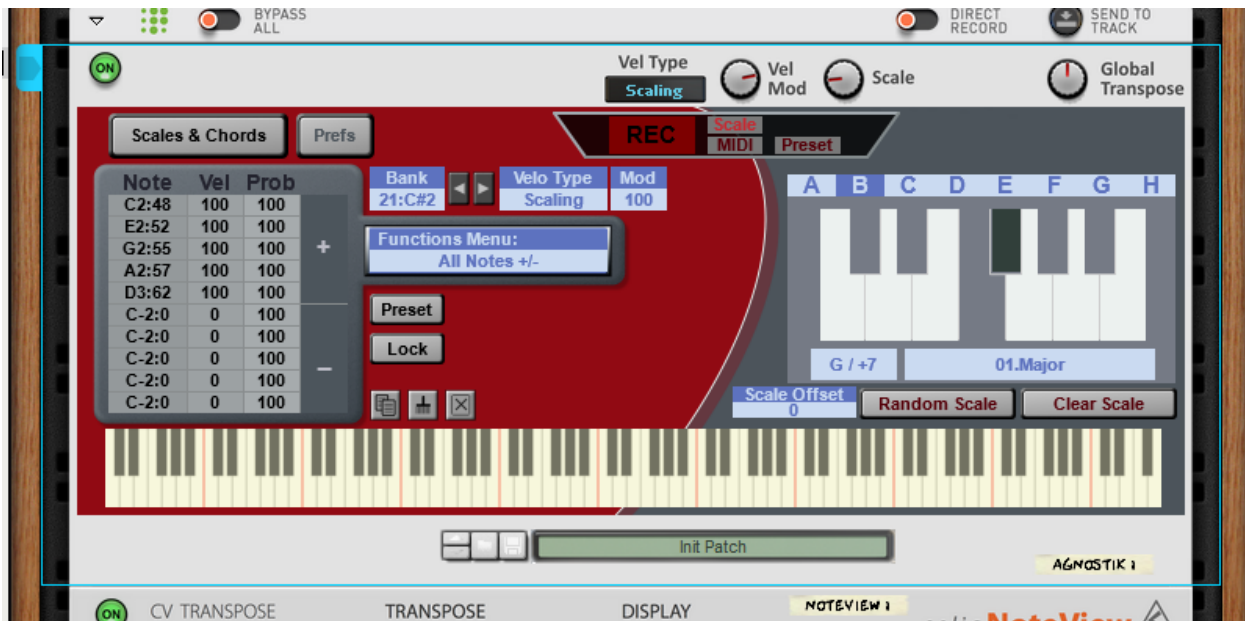 BYPASS ALL
DIRECT RECORD
SEND TO TRACK
ON
Vel Type
Scaling
Vel Mod
Scale
Global Transpose
Scales & Chords
Prefs
REC
Scale
MIDI
Preset
Note Vel Prob
C2:48 100 100
E2:52 100 100
G2:55 100 100
A2:57 100 100
D3:62 100 100
C-2:0 0 100
C-2:0 0 100
C-2:0 0 100
C-2:0 0 100
C-2:0 0 100
+
–
Bank
21:C#2
Velo Type
Scaling
Mod
100
Functions Menu:
All Notes +/-
Preset
Lock
A B C D E F G H
G / +7
01.Major
Scale Offset
0
Random Scale
Clear Scale
Init Patch
AGNOSTIK 1
ON
CV TRANSPOSE
TRANSPOSE
DISPLAY
NOTEVIEW 1
NoteView